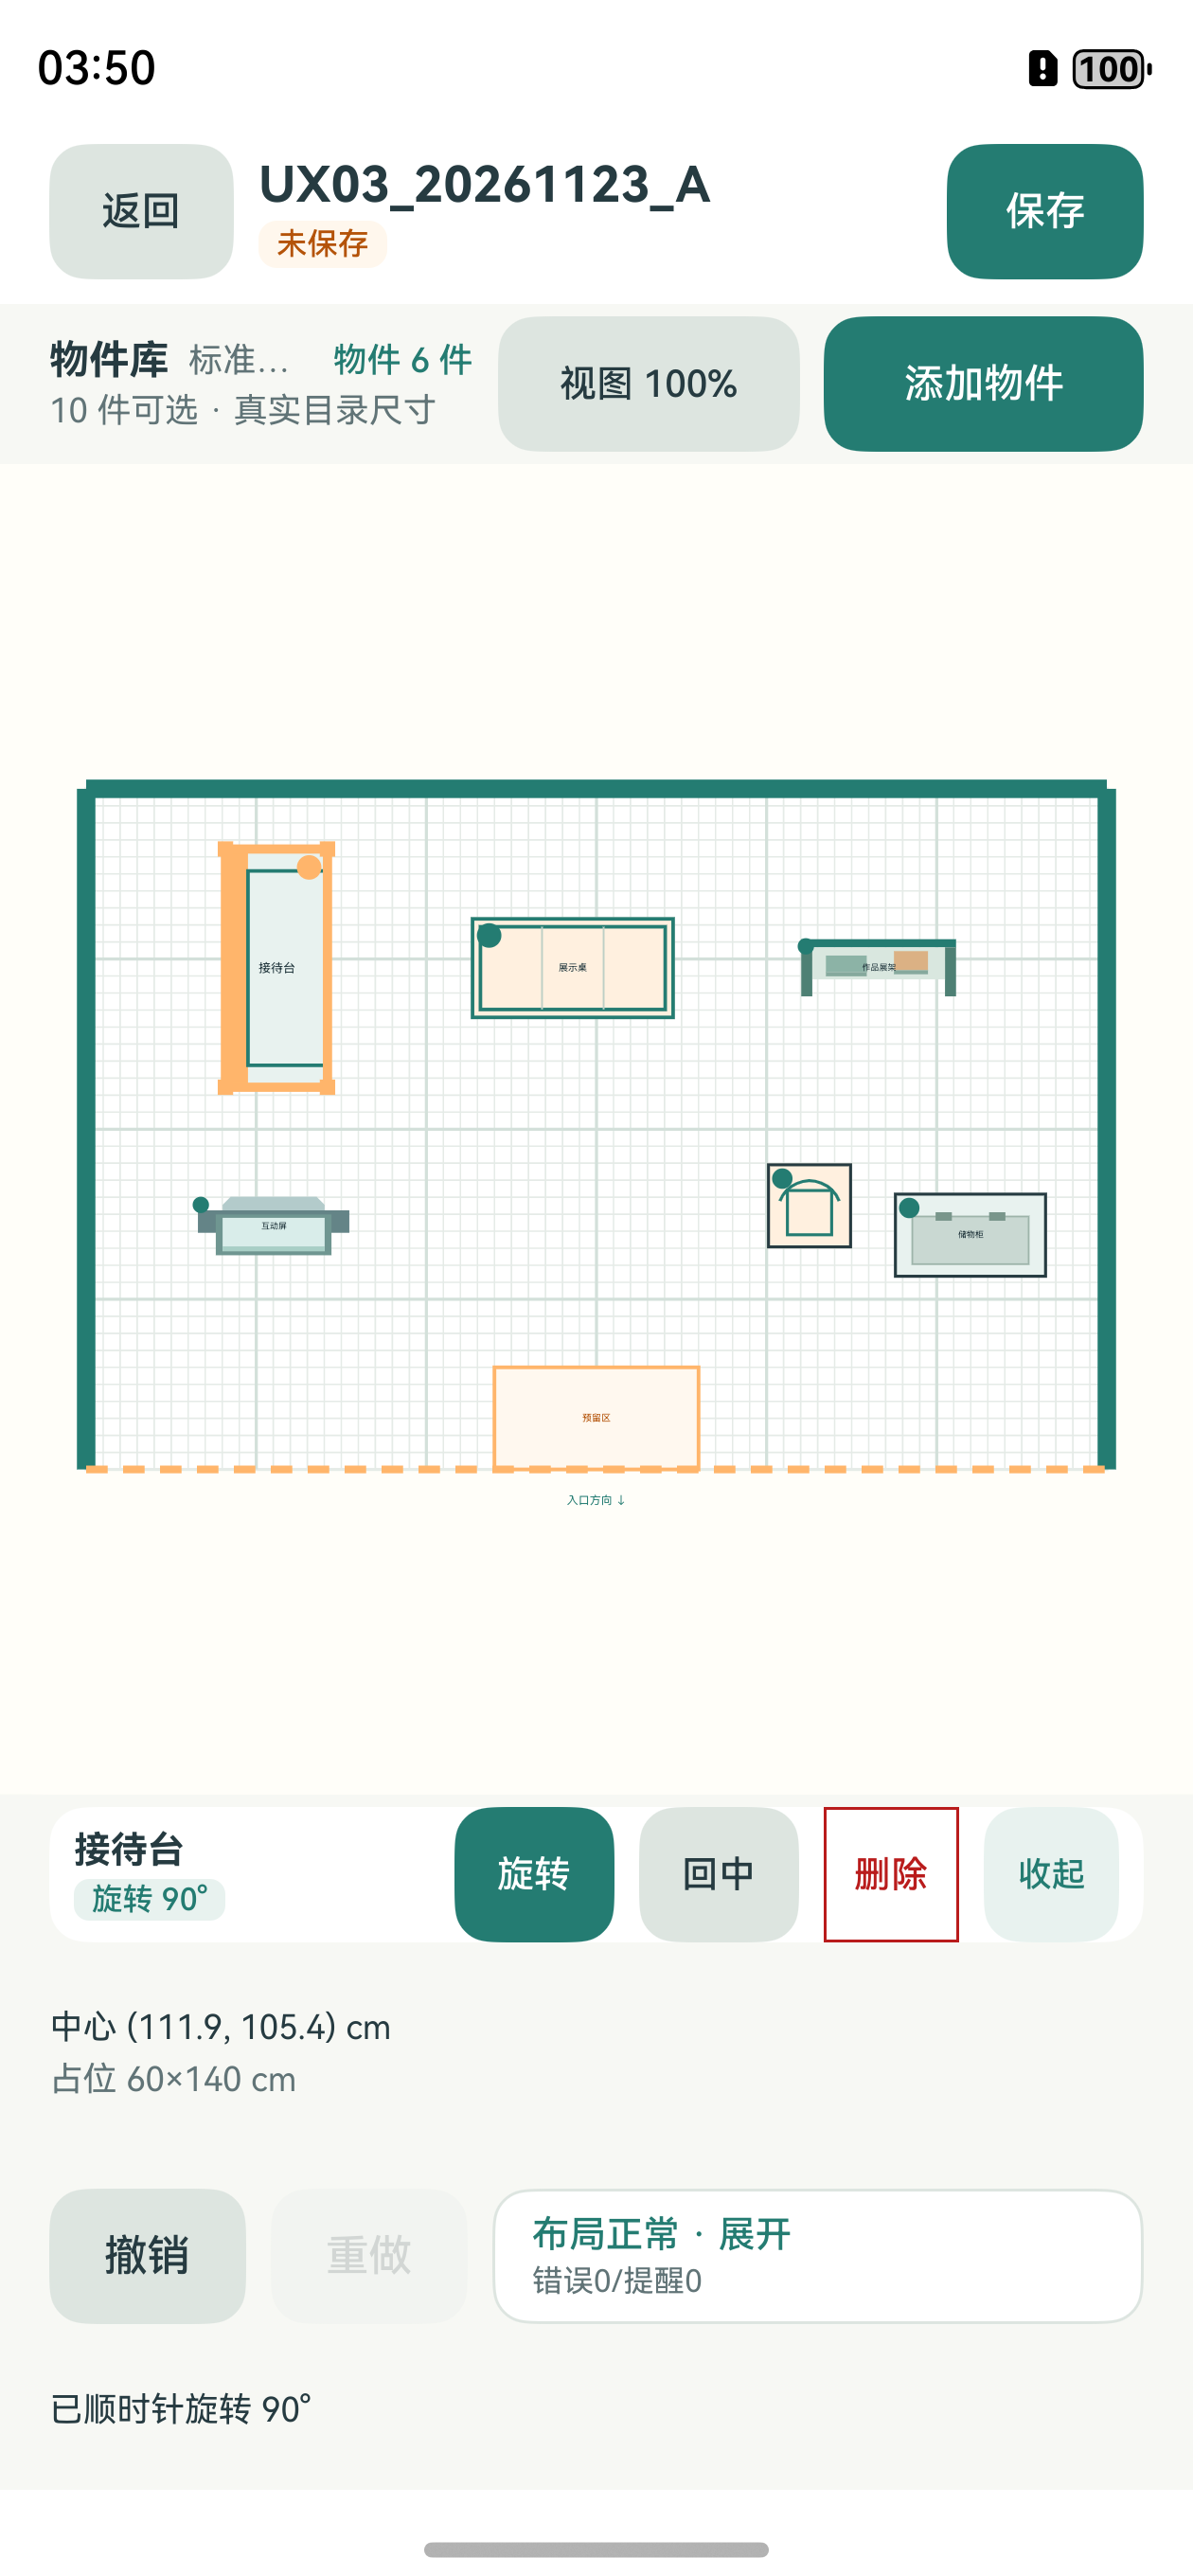 03:50
100
返回
UX03_20261123_A
未保存
保存
物件库 标准... 物件 6 件
10 件可选 · 真实目录尺寸
视图 100%
添加物件
接待台
展示桌
作品展架
互动屏
储物柜
预留区
入口方向 ↓
接待台
旋转 90°
旋转
回中
删除
收起
中心 (111.9, 105.4) cm
占位 60×140 cm
撤销
重做
布局正常 · 展开
错误0/提醒0
已顺时针旋转 90°